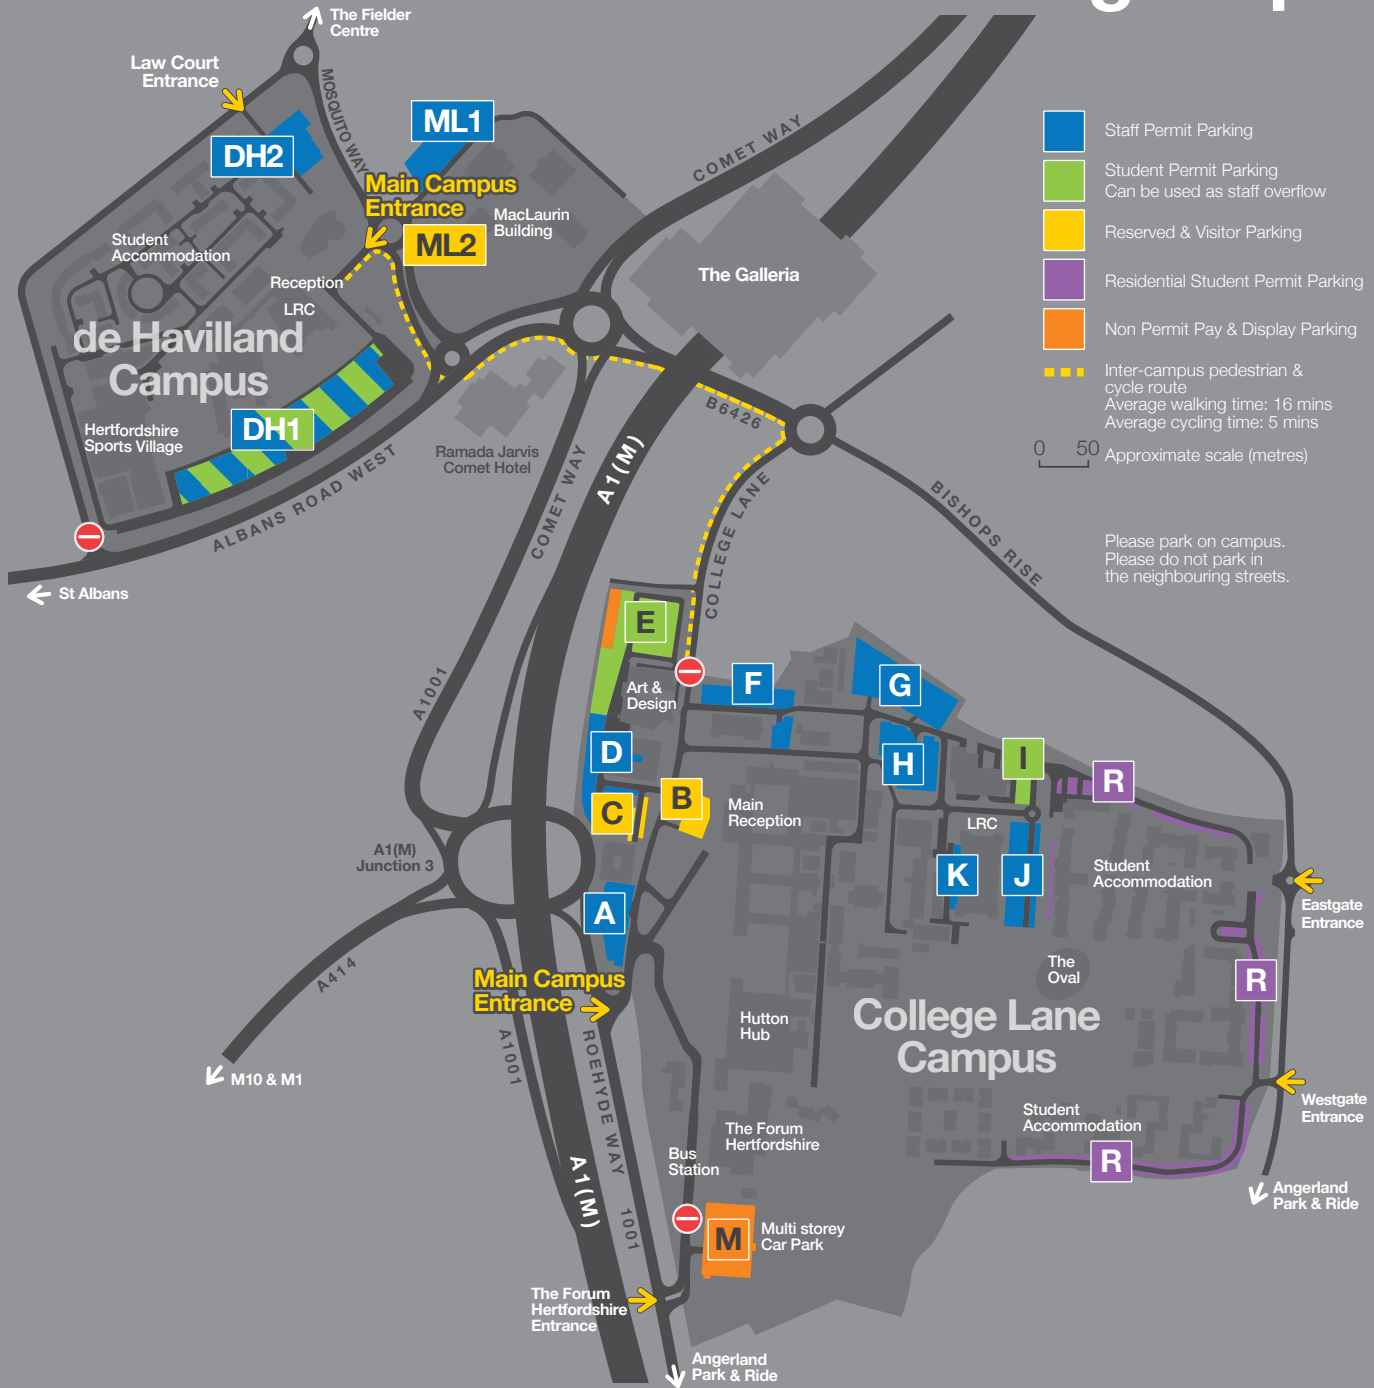 The Fielder
Centre
Law Court
Entrance
MOSQUITO WAY
ML1
DH2
Main Campus
Entrance
MacLaurin
Building
ML2
Student
Accommodation
Reception
LRC
de Havilland
Campus
DH1
Hertfordshire
Sports Village
ALBANS ROAD WEST
St Albans
Ramada Jarvis
Comet Hotel
COMET WAY
The Galleria
COMET WAY
A1(M)
B6426
COLLEGE LANE
BISHOPS RISE
Staff Permit Parking
Student Permit Parking
Can be used as staff overflow
Reserved & Visitor Parking
Residential Student Permit Parking
Non Permit Pay & Display Parking
Inter-campus pedestrian &
cycle route
Average walking time: 16 mins
Average cycling time: 5 mins
0 50
Approximate scale (metres)
Please park on campus.
Please do not park in
the neighbouring streets.
A1001
E
Art &
Design
F
G
D
H
I
R
C
B
Main
Reception
LRC
A1(M)
Junction 3
K
J
Student
Accommodation
Eastgate
Entrance
A
A414
The
Oval
R
Main Campus
Entrance
College Lane
Campus
Hutton
Hub
M10 & M1
A1001
ROEHYDE WAY
1001
A1(M)
Westgate
Entrance
Student
Accommodation
R
The Forum
Hertfordshire
Bus
Station
M
Multi storey
Car Park
Angerland
Park & Ride
The Forum
Hertfordshire
Entrance
Angerland
Park & Ride